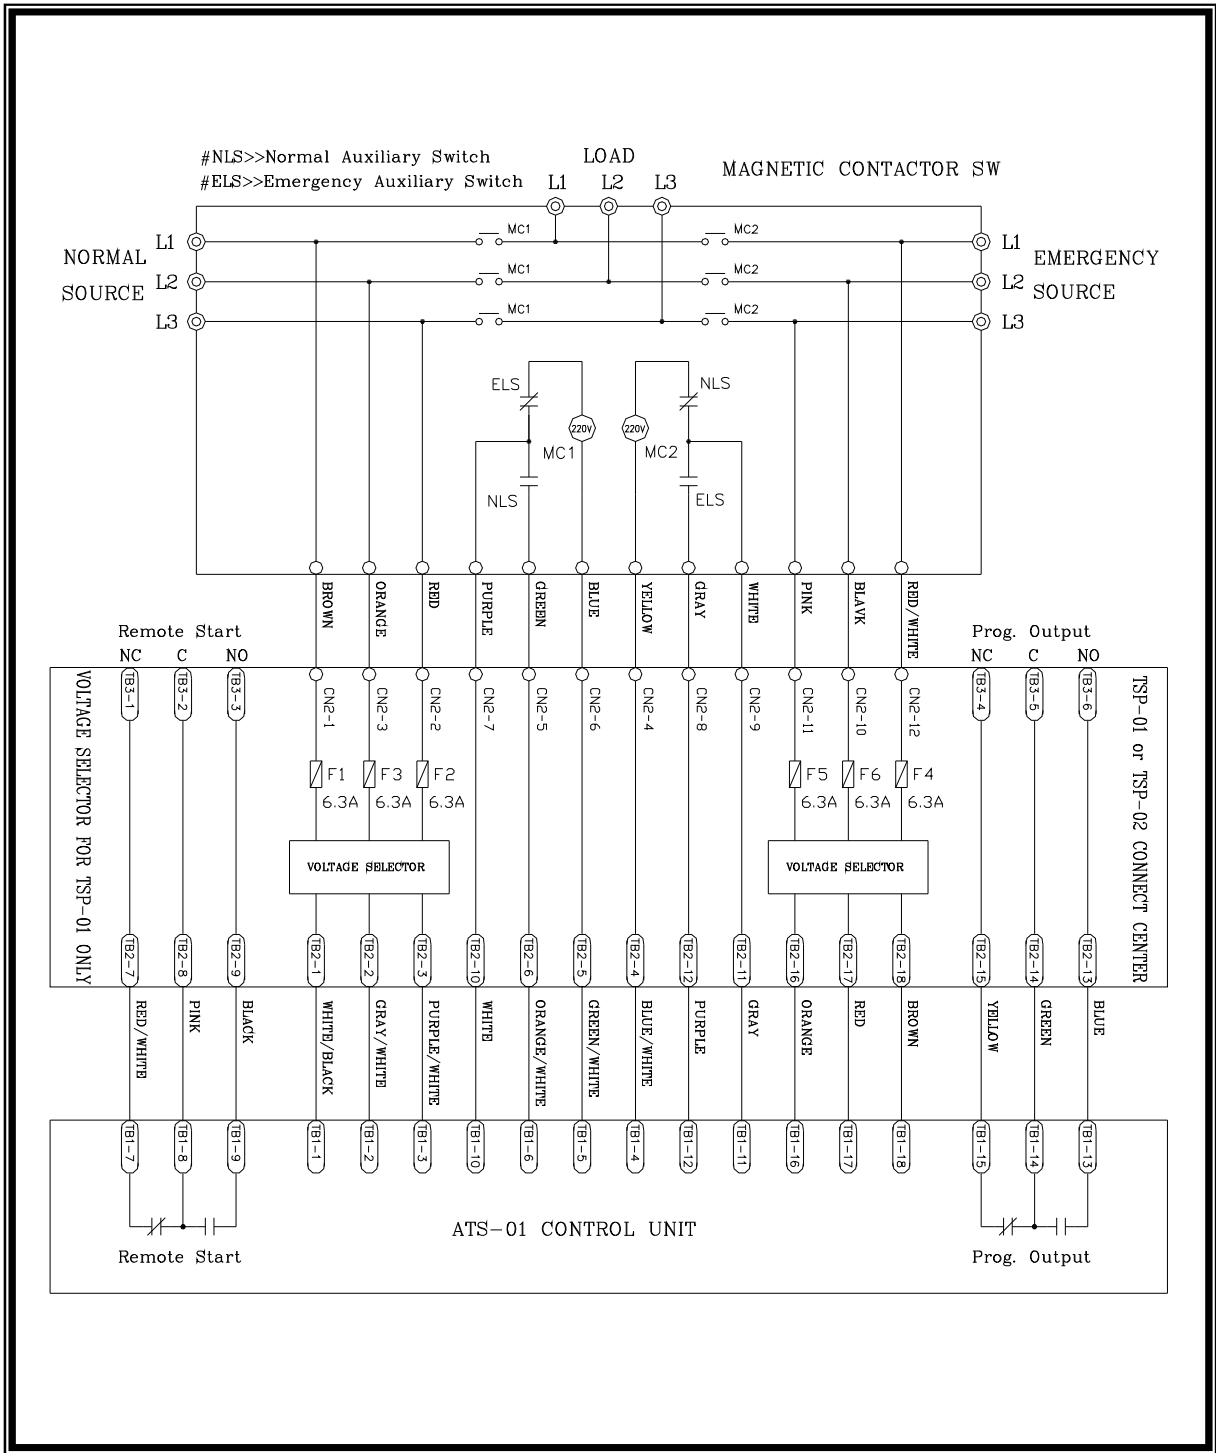 #NLS>>Normal Auxiliary Switch
#ELS>>Emergency Auxiliary Switch
LOAD
L1 L2 L3
MAGNETIC CONTACTOR SW
NORMAL
SOURCE
L1
L2
L3
MC1
MC1
MC1
MC2
MC2
MC2
L1
L2
L3
EMERGENCY
SOURCE
ELS
220V
MC1
NLS
NLS
220V
MC2
ELS
BROWN
ORANGE
RED
PURPLE
GREEN
BLUE
YELLOW
GRAY
WHITE
PINK
BLAVK
RED/WHITE
Remote Start
NC C NO
Prog. Output
NC C NO
VOLTAGE SELECTOR FOR TSP-01 ONLY
TB3-1
TB3-2
TB3-3
CN2-1
CN2-3
CN2-2
CN2-7
CN2-5
CN2-6
CN2-4
CN2-8
CN2-9
CN2-11
CN2-10
CN2-12
TB3-4
TB3-5
TB3-6
TSP-01 or TSP-02 CONNECT CENTER
F1
6.3A
F3
6.3A
F2
6.3A
F5
6.3A
F6
6.3A
F4
6.3A
VOLTAGE SELECTOR
VOLTAGE SELECTOR
TB2-7
TB2-8
TB2-9
TB2-1
TB2-2
TB2-3
TB2-10
TB2-6
TB2-5
TB2-4
TB2-12
TB2-11
TB2-16
TB2-17
TB2-18
TB2-15
TB2-14
TB2-13
RED/WHITE
PINK
BLACK
WHITE/BLACK
GRAY/WHITE
PURPLE/WHITE
WHITE
ORANGE/WHITE
GREEN/WHITE
BLUE/WHITE
PURPLE
GRAY
ORANGE
RED
BROWN
YELLOW
GREEN
BLUE
TB1-7
TB1-8
TB1-9
TB1-1
TB1-2
TB1-3
TB1-10
TB1-6
TB1-5
TB1-4
TB1-12
TB1-11
TB1-16
TB1-17
TB1-18
TB1-15
TB1-14
TB1-13
Remote Start
ATS-01 CONTROL UNIT
Prog. Output